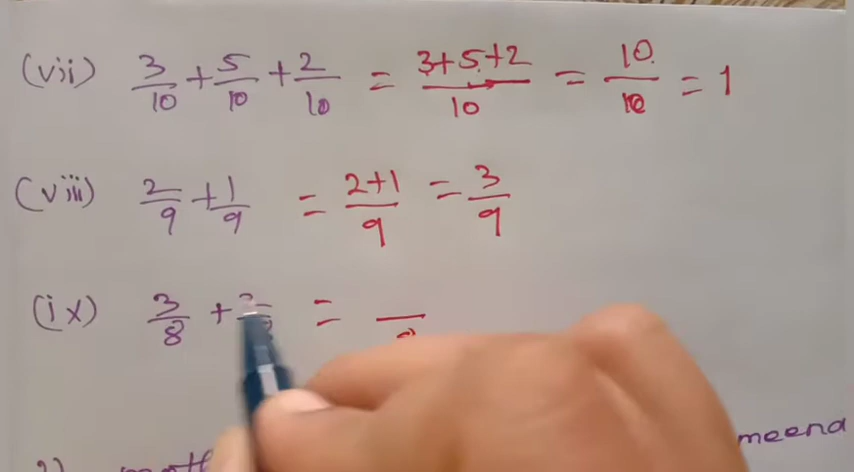 (vii) 3/10 + 5/10 + 2/10 = 3+5+2/10 = 10/10 = 1
(viii) 2/9 + 1/9 = 2+1/9 = 3/9
(ix) 3/8 + =
meena